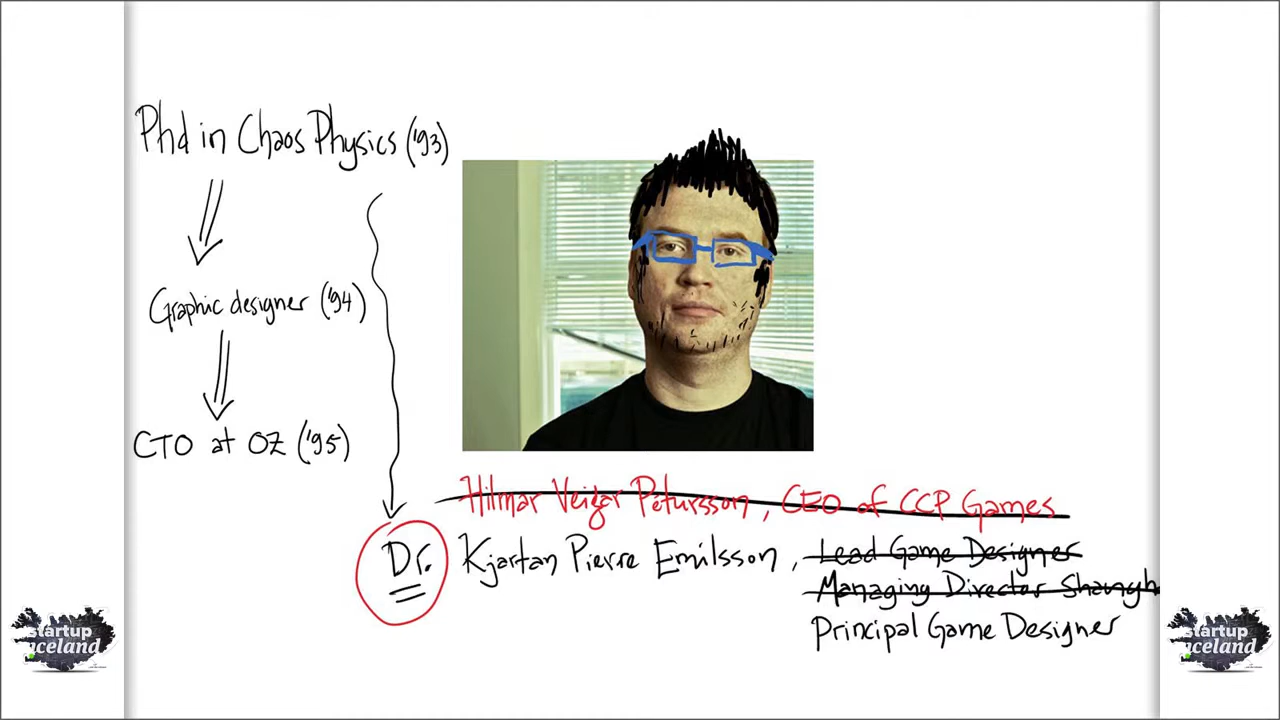 Phd in Chaos Physics ('93)
Graphic designer ('94)
CTO at OZ ('95)
Hilmar Veigar Pétursson, CEO of CCP Games
Dr. Kjartan Pierre Emilsson, Lead Game Designer
Managing Director Shangh
Principal Game Designer
startup
iceland
startup
iceland